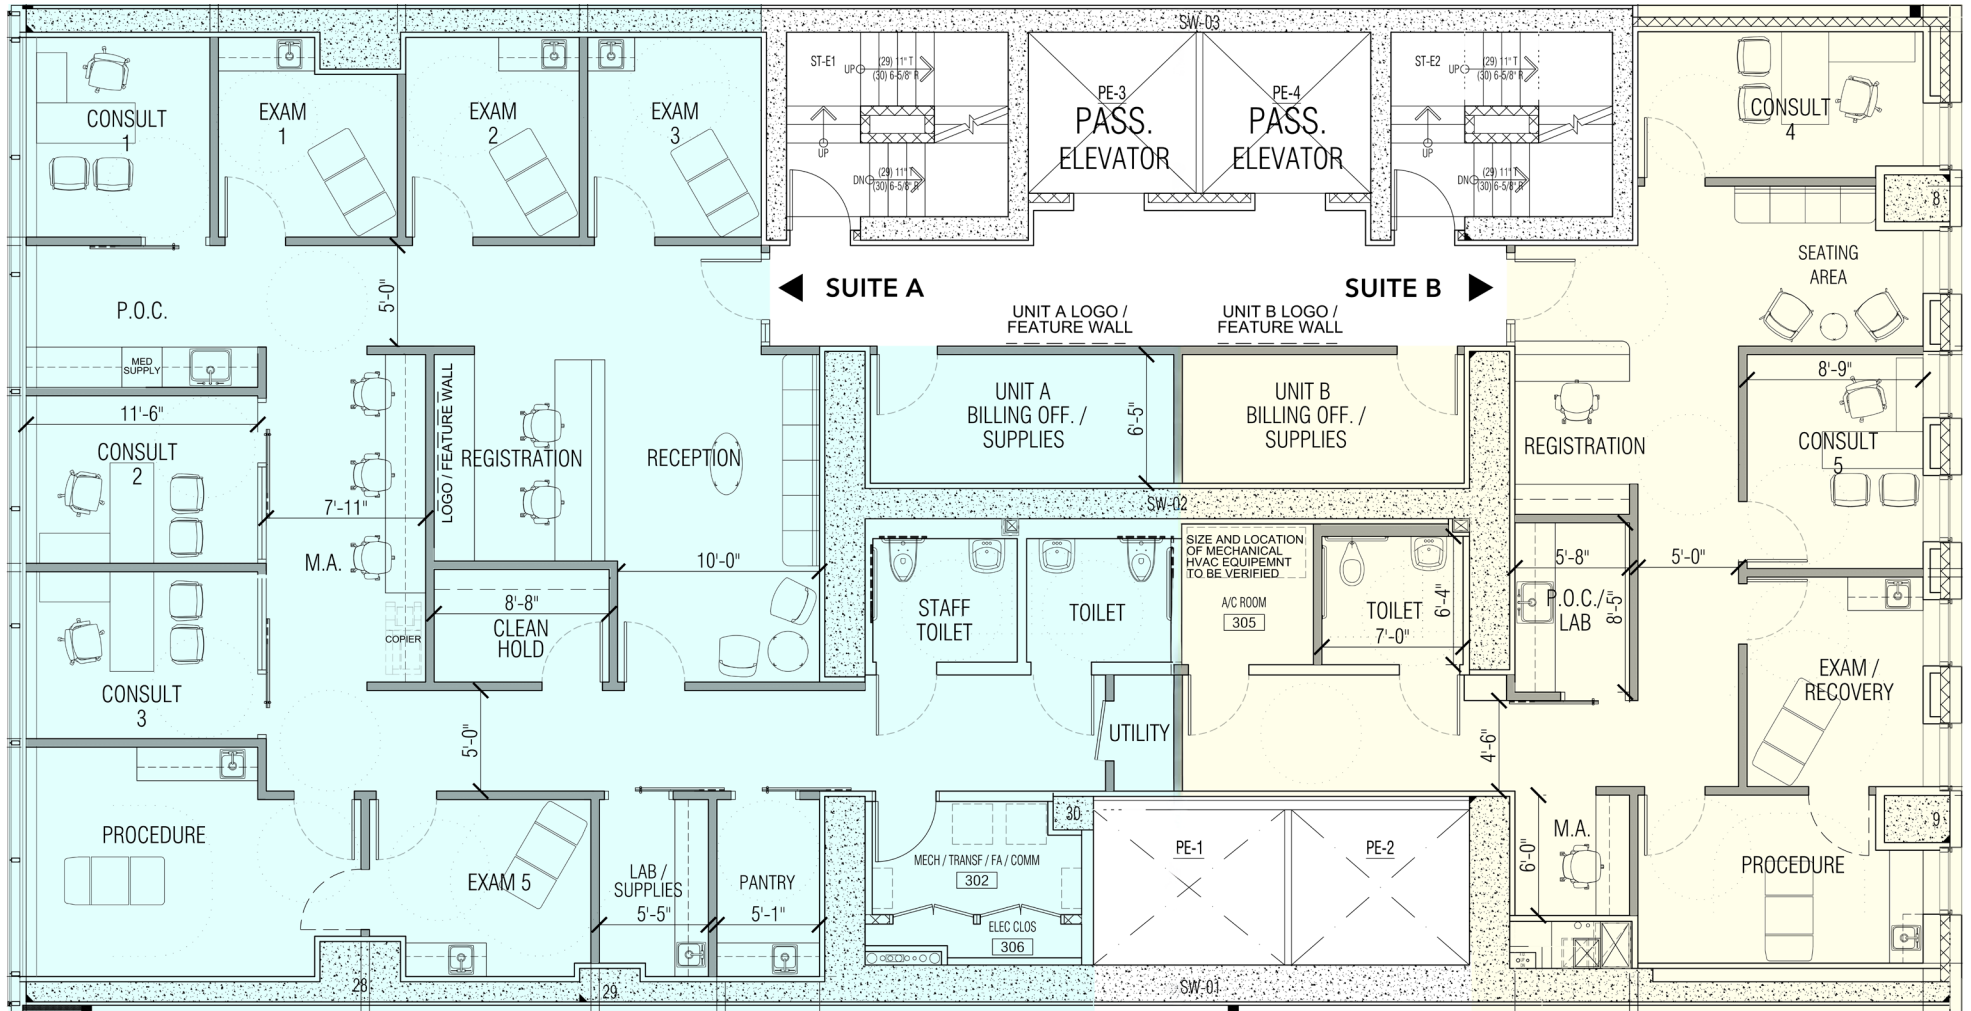 SW-03
CONSULT
1
EXAM
1
EXAM
2
EXAM
3
ST-E1
UP
(29) 11" T
(30) 6-5/8" R
UP
DN
(29) 11" T
(30) 6-5/8" R
PE-3
PASS.
ELEVATOR
PE-4
PASS.
ELEVATOR
ST-E2
UP
(29) 11" T
(30) 6-5/8" R
UP
DN
(29) 11" T
(30) 6-5/8" R
CONSULT
4
8
SEATING
AREA
P.O.C.
5'-0"
SUITE A
SUITE B
UNIT A LOGO /
FEATURE WALL
UNIT B LOGO /
FEATURE WALL
MED
SUPPLY
11'-6"
CONSULT
2
7'-11"
M.A.
LOGO / FEATURE WALL
REGISTRATION
RECEPTION
UNIT A
BILLING OFF. /
SUPPLIES
6'-5"
UNIT B
BILLING OFF. /
SUPPLIES
REGISTRATION
8'-9"
CONSULT
5
SW-02
10'-0"
8'-8"
CLEAN
HOLD
COPIER
CONSULT
3
STAFF
TOILET
TOILET
SIZE AND LOCATION
OF MECHANICAL
HVAC EQUIPEMNT
TO BE VERIFIED
A/C ROOM
305
TOILET
7'-0"
6'-4"
5'-8"
P.O.C./
LAB
8'-5"
5'-0"
EXAM /
RECOVERY
5'-0"
UTILITY
4'-6"
PROCEDURE
EXAM 5
LAB /
SUPPLIES
5'-5"
PANTRY
5'-1"
30
MECH / TRANSF / FA / COMM
302
ELEC CLOS
306
PE-1
PE-2
M.A.
6'-0"
PROCEDURE
9
28
29
SW-01